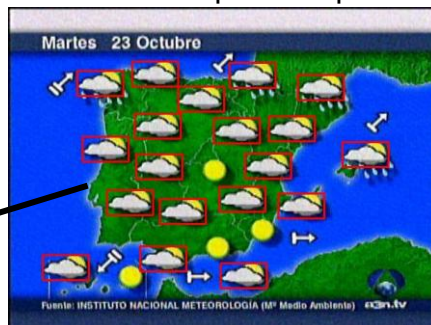 Martes 23 Octubre
Fuente: INSTITUTO NACIONAL METEOROLOGÍA (Mº Medio Ambiente)
a3n.tv